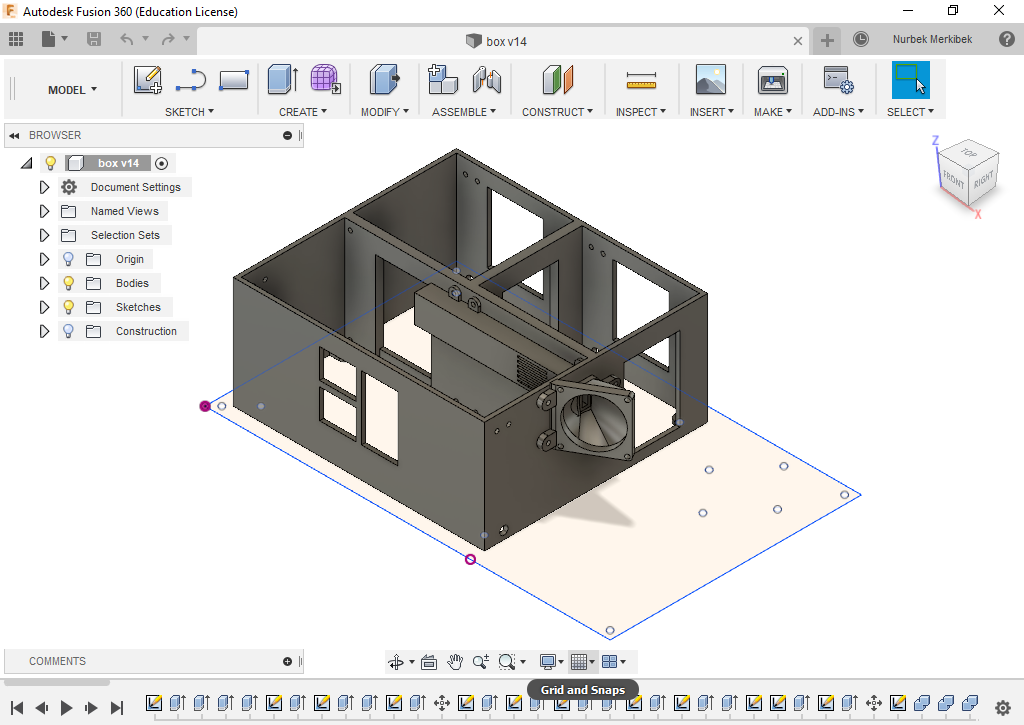 Autodesk Fusion 360 (Education License)
box v14
Nurbek Merkibek
MODEL
SKETCH
CREATE
MODIFY
ASSEMBLE
CONSTRUCT
INSPECT
INSERT
MAKE
ADD-INS
SELECT
BROWSER
box v14
Document Settings
Named Views
Selection Sets
Origin
Bodies
Sketches
Construction
Z
TOP
FRONT
RIGHT
X
COMMENTS
Grid and Snaps